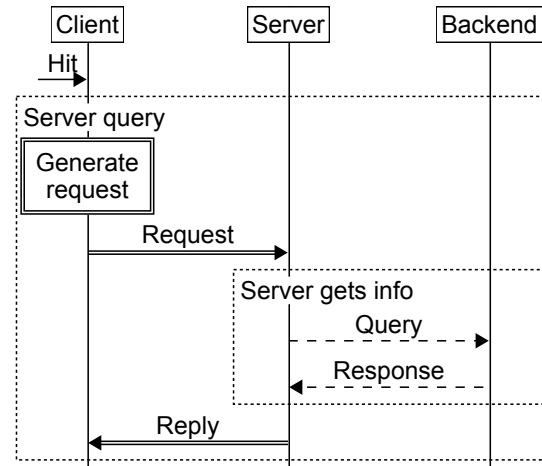 Client
Server
Backend
Hit
Server query
Generate
request
Request
Server gets info
Query
Response
Reply